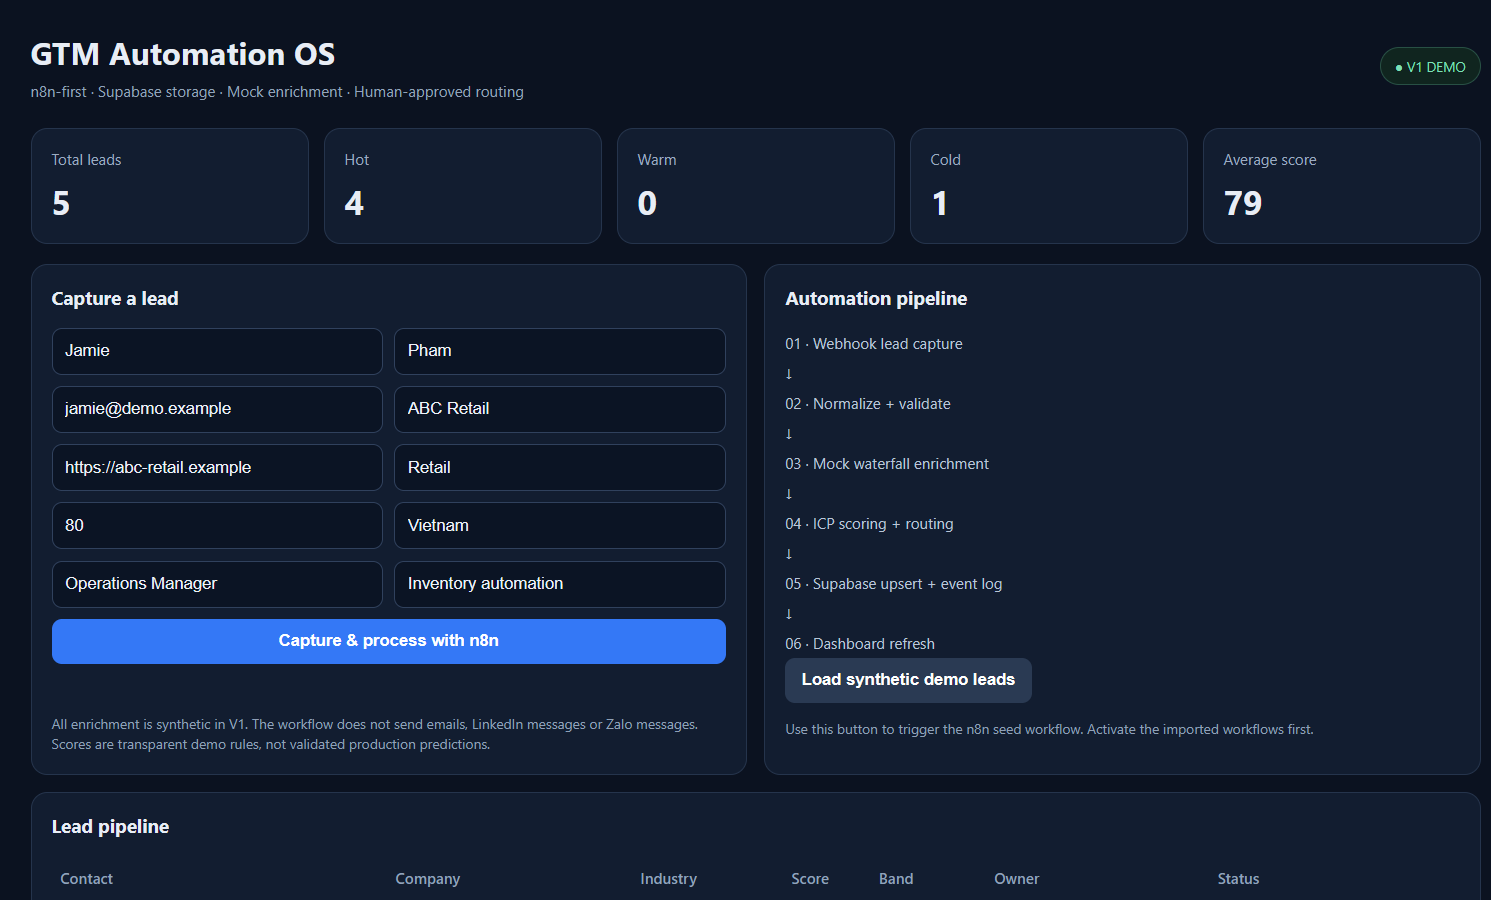 GTM Automation OS
n8n-first · Supabase storage · Mock enrichment · Human-approved routing
● V1 DEMO
Total leads
5
Hot
4
Warm
0
Cold
1
Average score
79
Capture a lead
Jamie
Pham
jamie@demo.example
ABC Retail
https://abc-retail.example
Retail
80
Vietnam
Operations Manager
Inventory automation
Capture & process with n8n
All enrichment is synthetic in V1. The workflow does not send emails, LinkedIn messages or Zalo messages.
Scores are transparent demo rules, not validated production predictions.
Automation pipeline
01 · Webhook lead capture
↓
02 · Normalize + validate
↓
03 · Mock waterfall enrichment
↓
04 · ICP scoring + routing
↓
05 · Supabase upsert + event log
↓
06 · Dashboard refresh
Load synthetic demo leads
Use this button to trigger the n8n seed workflow. Activate the imported workflows first.
Lead pipeline
Contact Company Industry Score Band Owner Status